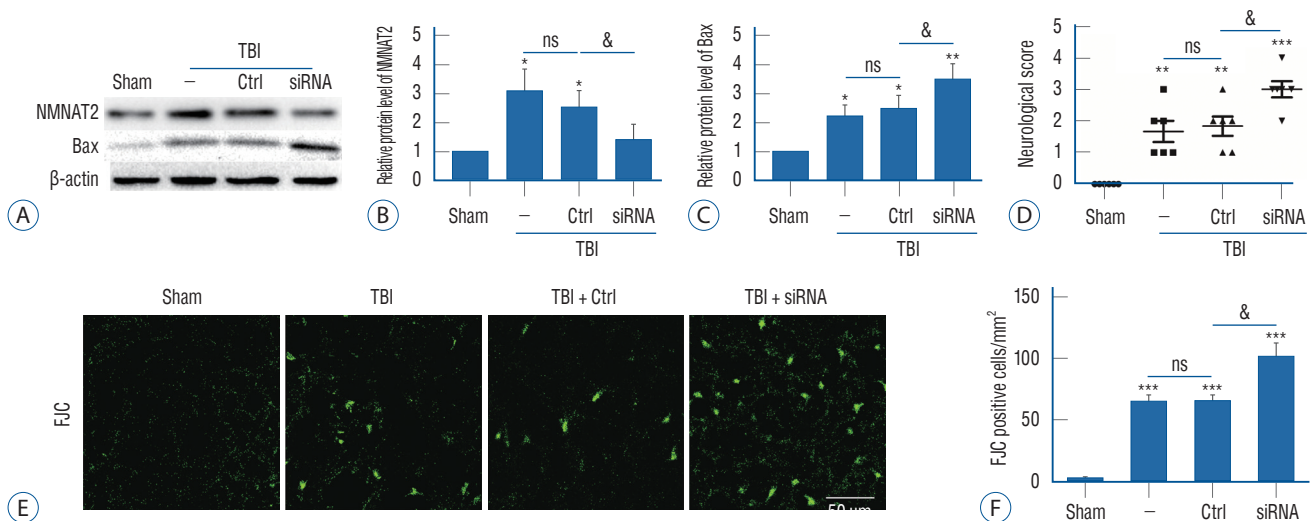 TBI
Sham – Ctrl siRNA
NMNAT2
Bax
β-actin
A
Relative protein level of NMNAT2
5
4
3
2
1
0
ns &
* *
Sham – Ctrl siRNA
TBI
B
Relative protein level of Bax
5
4
3
2
1
0
ns &
* * **
Sham – Ctrl siRNA
TBI
C
Neurological score
5
4
3
2
1
0
ns &
** ** ***
Sham – Ctrl siRNA
TBI
D
Sham TBI TBI + Ctrl TBI + siRNA
FJC
E
FJC positive cells/mm²
150
100
50
0
ns &
*** *** ***
Sham – Ctrl siRNA
F